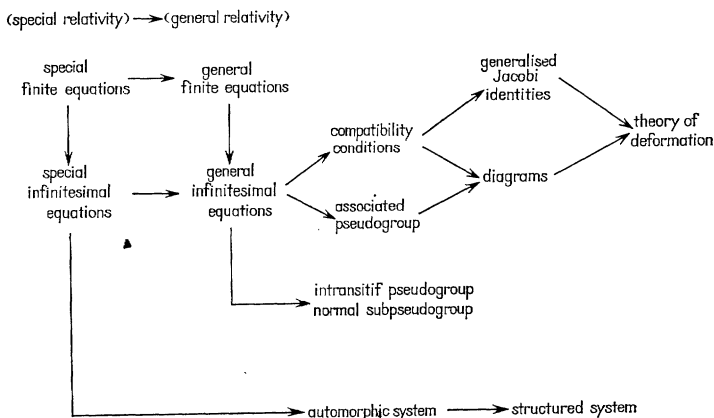 (special relativity) → (general relativity)
special
finite equations
general
finite equations
special
infinitesimal
equations
general
infinitesimal
equations
compatibility
conditions
associated
pseudogroup
generalised
Jacobi
identities
diagrams
theory of
deformation
intransitif pseudogroup
normal subpseudogroup
automorphic system
structured system